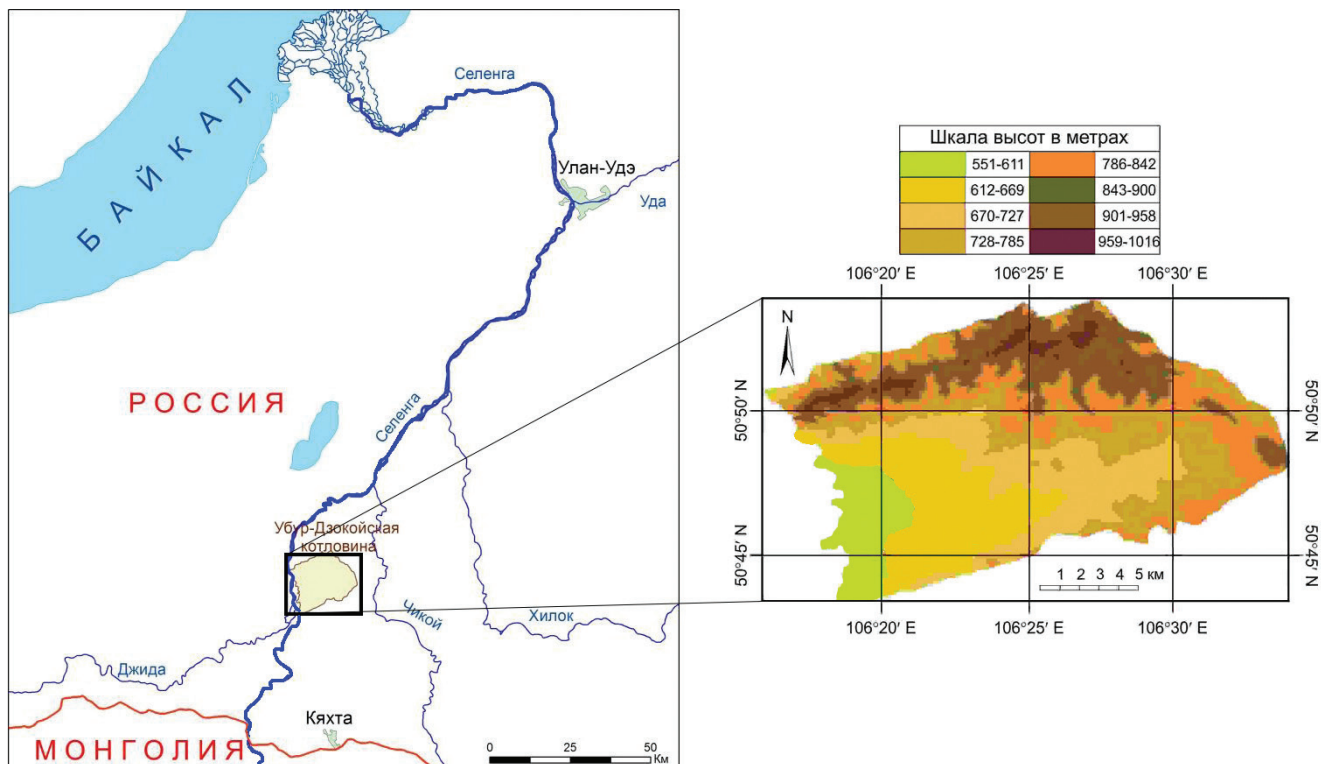 Селенга
БАЙКАЛ
Улан-Удэ
Уда
РОССИЯ
Селенга
Убур-Дзокойская
котловина
Чикой
Хилок
Джида
Кяхта
МОНГОЛИЯ
0 25 50
Км
Шкала высот в метрах
551-611 786-842
612-669 843-900
670-727 901-958
728-785 959-1016
106°20' E 106°25' E 106°30' E
N
50°50' N 50°50' N
50°45' N 50°45' N
1 2 3 4 5 км
106°20' E 106°25' E 106°30' E